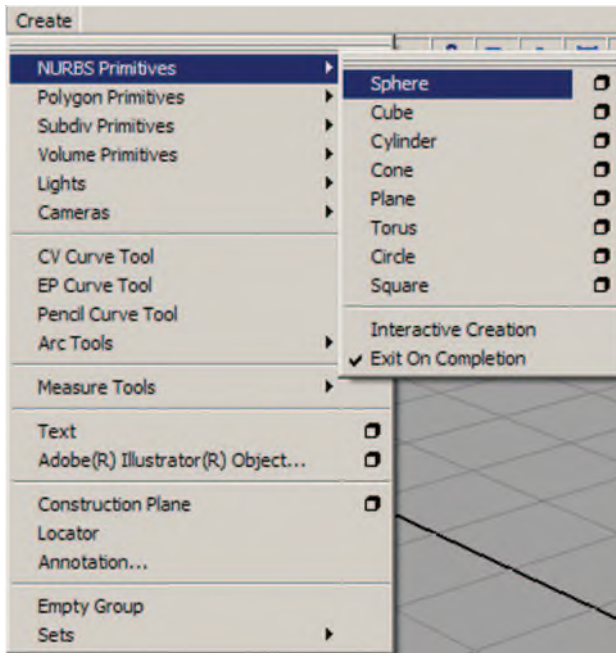 Create
NURBS Primitives
Polygon Primitives
Subdiv Primitives
Volume Primitives
Lights
Cameras
CV Curve Tool
EP Curve Tool
Pencil Curve Tool
Arc Tools
Measure Tools
Text
Adobe(R) Illustrator(R) Object...
Construction Plane
Locator
Annotation...
Empty Group
Sets
Sphere
Cube
Cylinder
Cone
Plane
Torus
Circle
Square
Interactive Creation
Exit On Completion